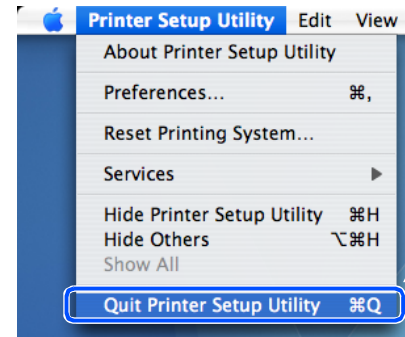 Printer Setup Utility Edit View
About Printer Setup Utility
Preferences... ⌘,
Reset Printing System...
Services ▶
Hide Printer Setup Utility ⌘H
Hide Others ⌥⌘H
Show All
Quit Printer Setup Utility ⌘Q